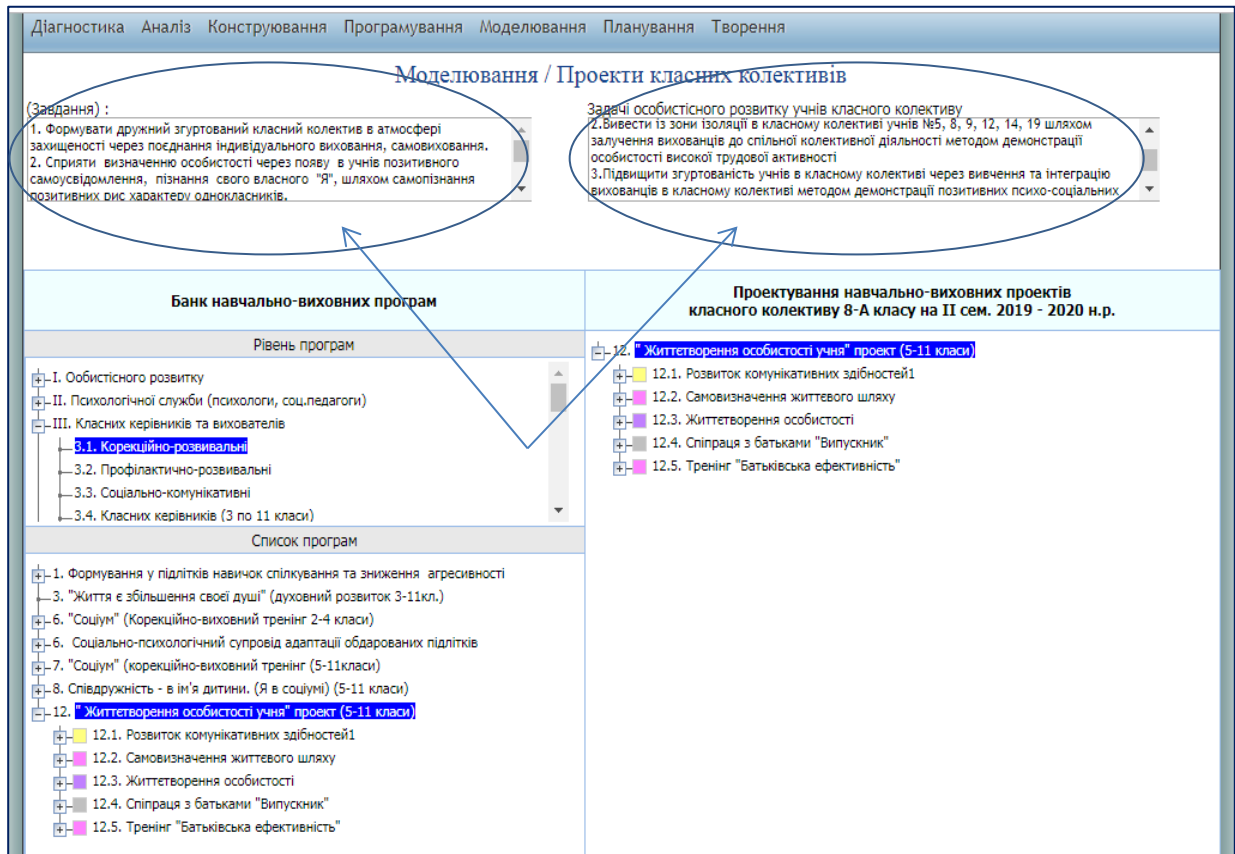 Діагностика Аналіз Конструювання Програмування Моделювання Планування Творення
Моделювання / Проекти класних колективів
(Завдання) :
1. Формувати дружний згуртований класний колектив в атмосфері
захищеності через поєднання індивідуального виховання, самовиховання.
2. Сприяти визначенню особистості через появу в учнів позитивного
самоусвідомлення, пізнання свого власного "Я", шляхом самопізнання
позитивних рис характеру однокласників.
Задачі особистісного розвитку учнів класного колективу
2.Вивести із зони ізоляції в класному колективі учнів №5, 8, 9, 12, 14, 19 шляхом
залучення вихованців до спільної колективної діяльності методом демонстрації
особистості високої трудової активності
3.Підвищити згуртованість учнів в класному колективі через вивчення та інтеграцію
вихованців в класному колективі методом демонстрації позитивних психо-соціальних
Банк навчально-виховних програм
Рівень програм
I. Ообистісного розвитку
II. Психологічної служби (психологи, соц.педагоги)
III. Класних керівників та вихователів
3.1. Корекційно-розвивальні
3.2. Профілактично-розвивальні
3.3. Соціально-комунікативні
3.4. Класних керівників (3 по 11 класи)
Список програм
1. Формування у підлітків навичок спілкування та зниження агресивності
3. "Життя є збільшення своєї душі" (духовний розвиток 3-11кл.)
6. "Соціум" (Корекційно-виховний тренінг 2-4 класи)
6. Соціально-психологічний супровід адаптації обдарованих підлітків
7. "Соціум" (корекційно-виховний тренінг (5-11класи)
8. Співдружність - в ім'я дитини. (Я в соціумі) (5-11 класи)
12. " Життєтворення особистості учня" проект (5-11 класи)
12.1. Розвиток комунікативних здібностей1
12.2. Самовизначення життєвого шляху
12.3. Життєтворення особистості
12.4. Спіпраця з батьками "Випускник"
12.5. Тренінг "Батьківська ефективність"
Проектування навчально-виховних проектів
класного колективу 8-А класу на II сем. 2019 - 2020 н.р.
12. " Життєтворення особистості учня" проект (5-11 класи)
12.1. Розвиток комунікативних здібностей1
12.2. Самовизначення життєвого шляху
12.3. Життєтворення особистості
12.4. Спіпраця з батьками "Випускник"
12.5. Тренінг "Батьківська ефективність"